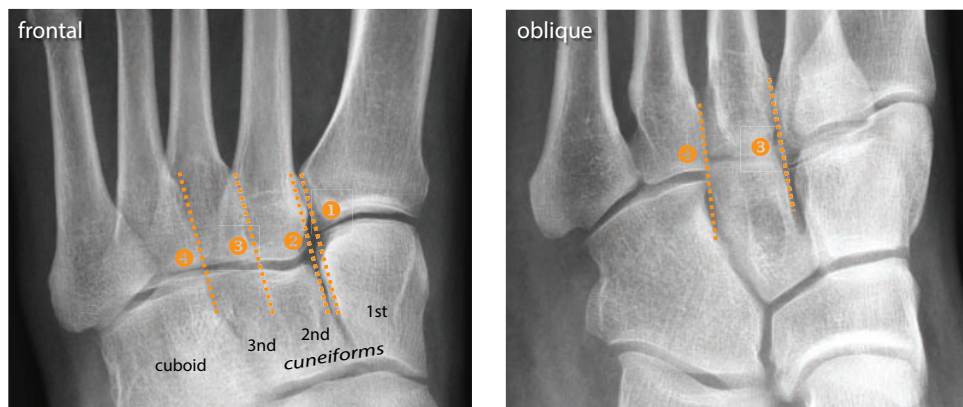 frontal
1
2
3
4
1st
2nd
3nd
cuboid
cuneiforms
oblique
3
4